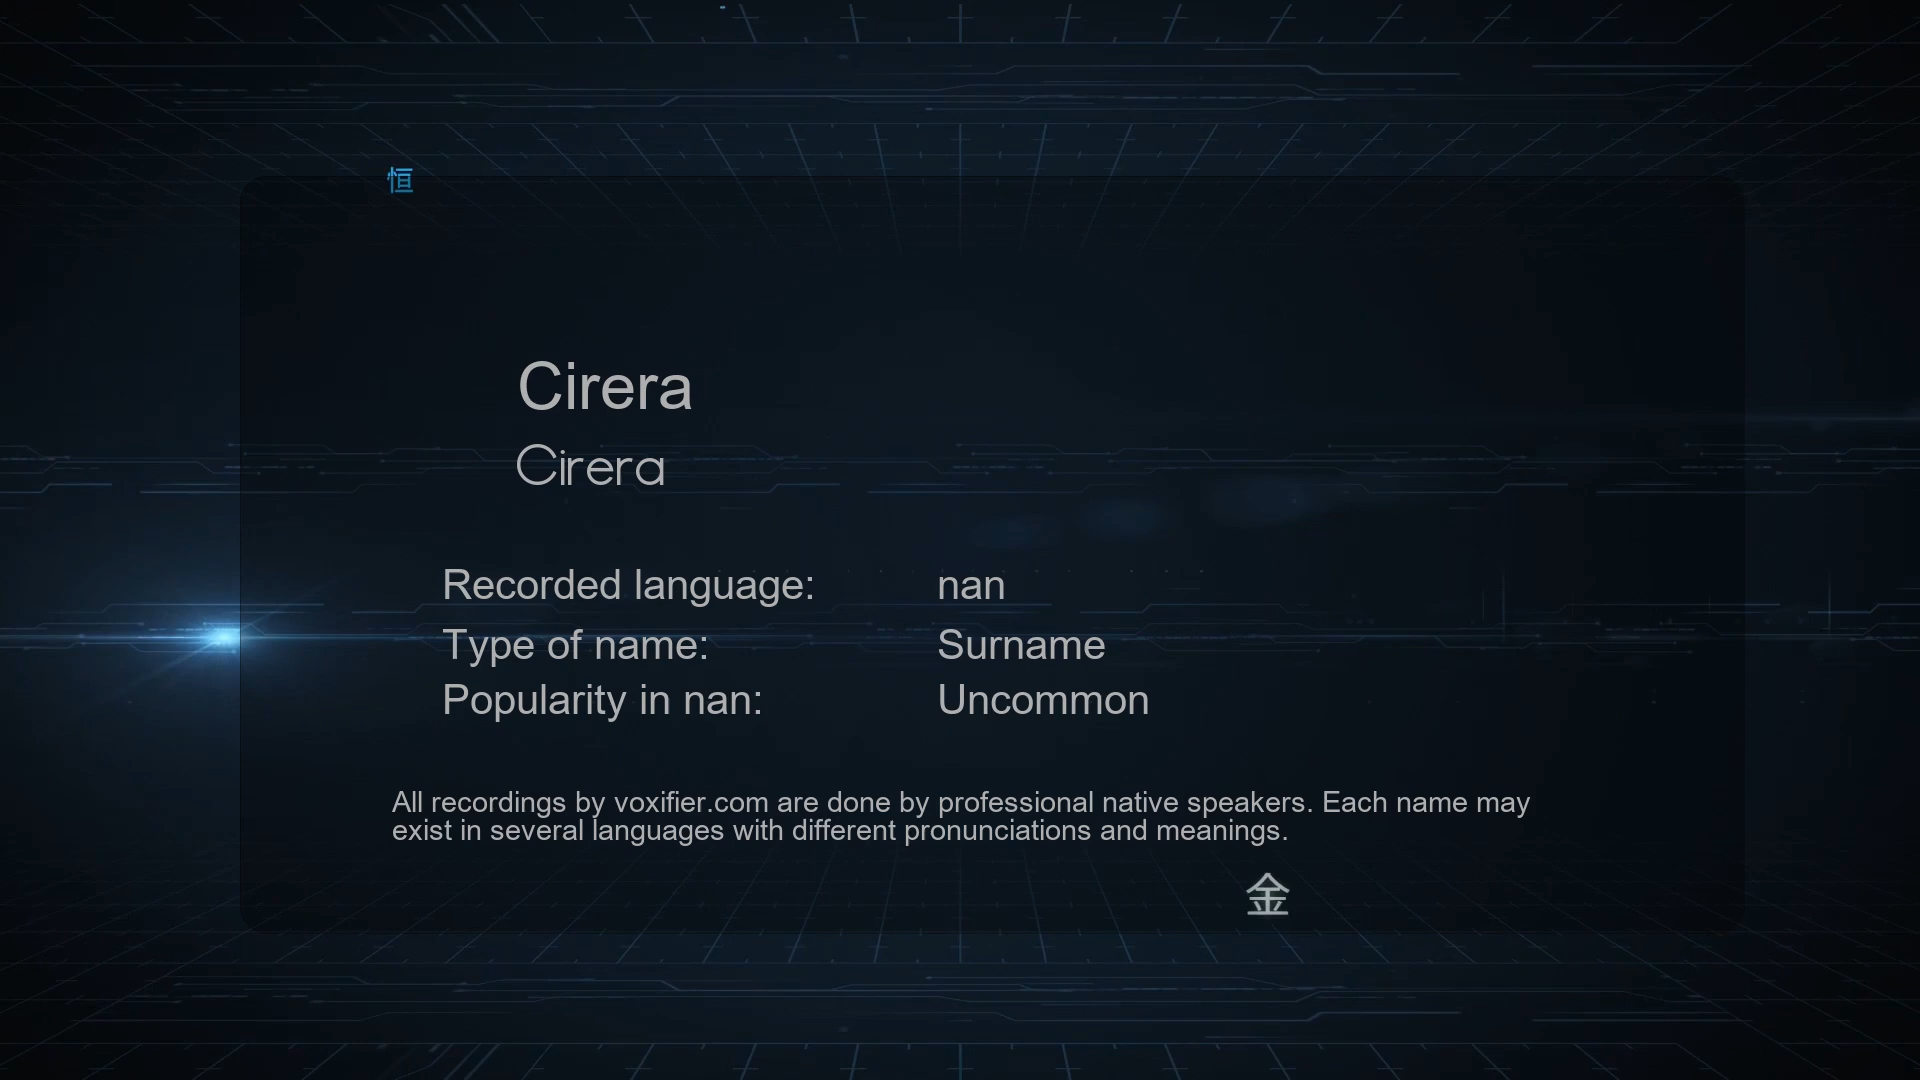 恒
Cirera
Cirera
Recorded language: nan
Type of name: Surname
Popularity in nan: Uncommon
All recordings by voxifier.com are done by professional native speakers. Each name may
exist in several languages with different pronunciations and meanings.
金